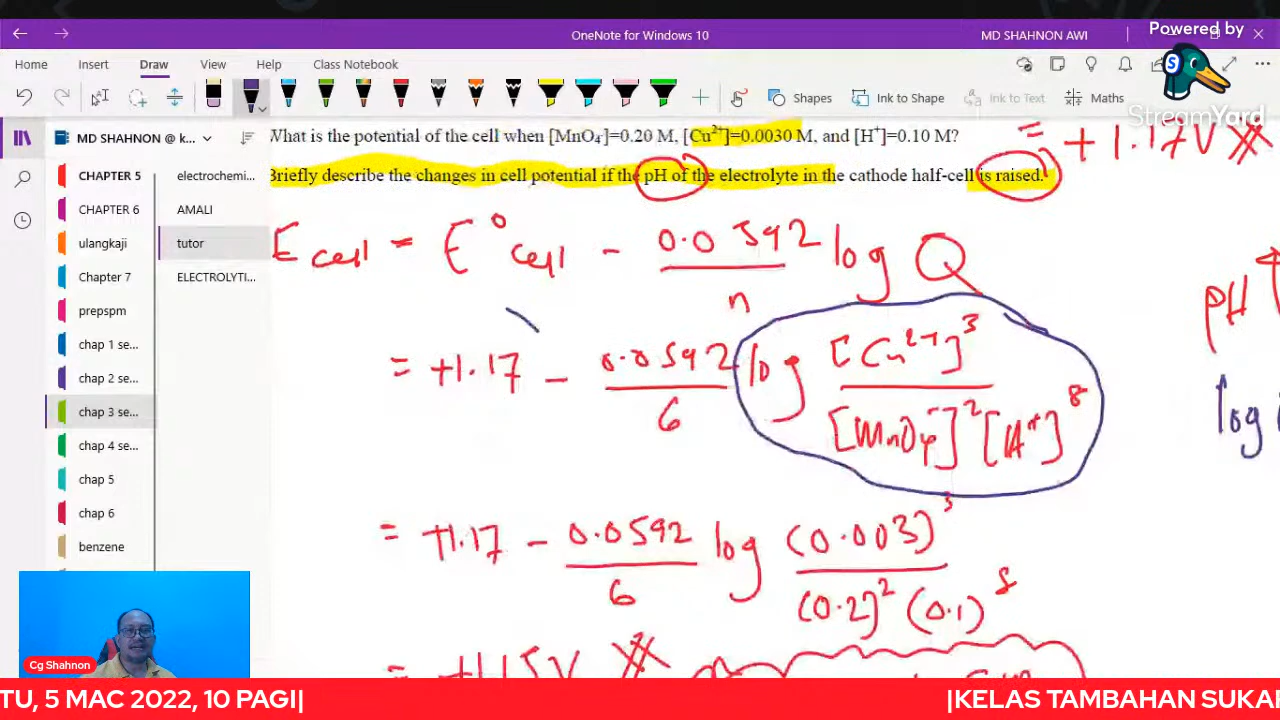 OneNote for Windows 10
MD SHAHNON AWI
Powered by
StreamYard
Home Insert Draw View Help Class Notebook
Shapes Ink to Shape Ink to Text Maths
MD SHAHNON @ k...
CHAPTER 5
CHAPTER 6
ulangkaji
Chapter 7
prepspm
chap 1 se...
chap 2 se...
chap 3 se...
chap 4 se...
chap 5
chap 6
benzene
electrochemi...
AMALI
tutor
ELECTROLYTI...
What is the potential of the cell when [MnO₄⁻]=0.20 M, [Cu²⁺]=0.0030 M, and [H⁺]=0.10 M?
= + 1.17V
Briefly describe the changes in cell potential if the pH of the electrolyte in the cathode half-cell is raised.
E cell = E⁰ cell - 0.0592/n log Q
= +1.17 - 0.0592/6 log [Cu²⁺]³/[MnO₄⁻]²[H⁺]⁸
pH ↑
log
= +1.17 - 0.0592/6 log (0.003)³/(0.2)²(0.1)⁸
= +1.15V
Cg Shahnon
TU, 5 MAC 2022, 10 PAGI| |KELAS TAMBAHAN SUKA